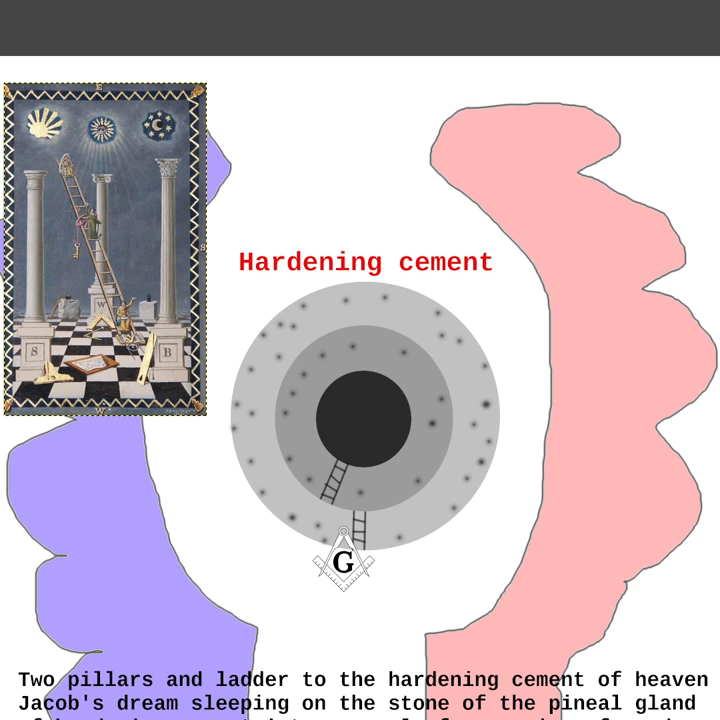 E
S
W
S
B
W
Hardening cement
G
Two pillars and ladder to the hardening cement of heaven
Jacob's dream sleeping on the stone of the pineal gland